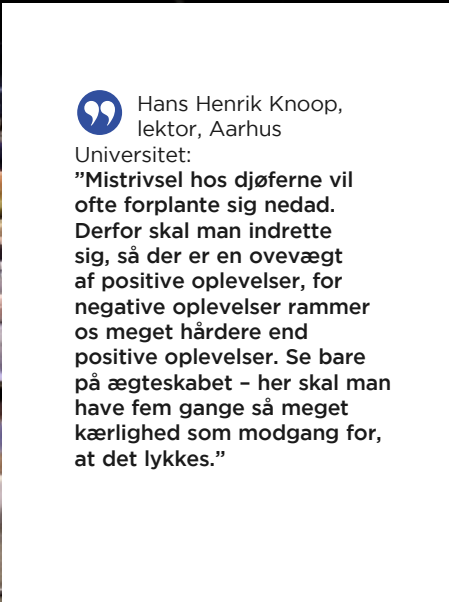 Hans Henrik Knoop,
lektor, Aarhus
Universitet:
”Mistrivsel hos djøferne vil
ofte forplante sig nedad.
Derfor skal man indrette
sig, så der er en ovevægt
af positive oplevelser, for
negative oplevelser rammer
os meget hårdere end
positive oplevelser. Se bare
på ægteskabet – her skal man
have fem gange så meget
kærlighed som modgang for,
at det lykkes.”